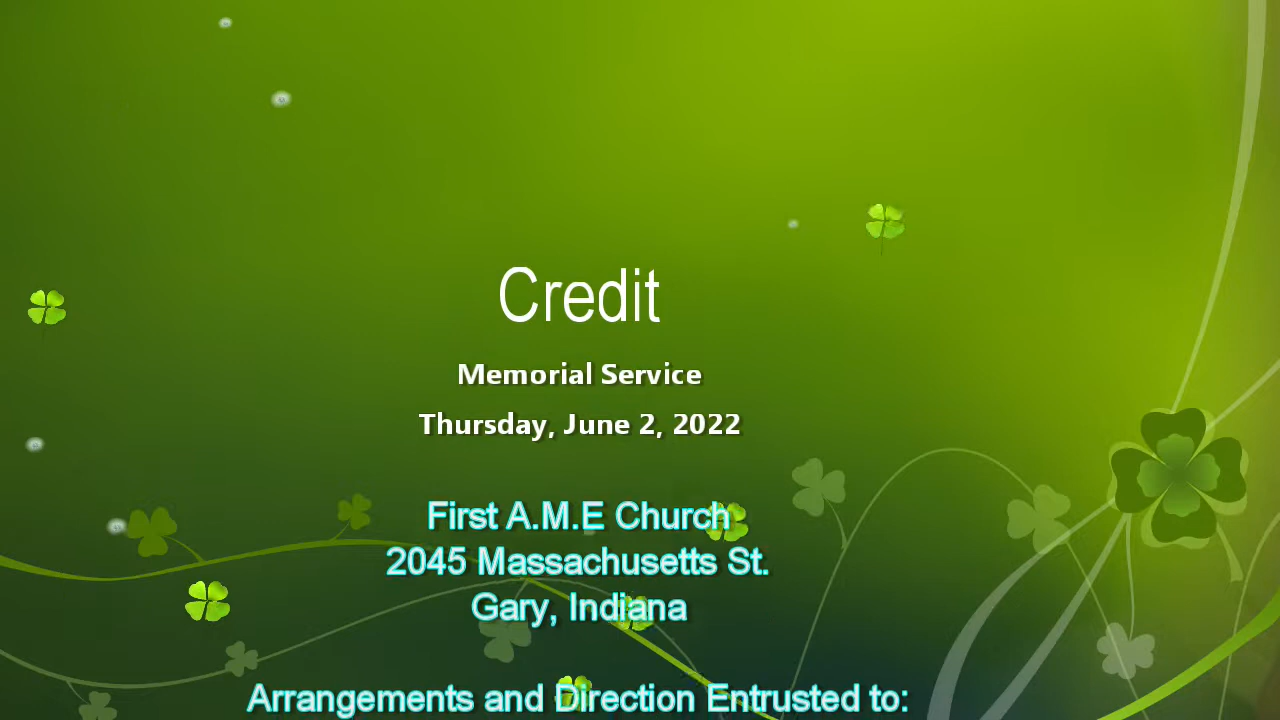 Credit
Memorial Service
Thursday, June 2, 2022
First A.M.E Church
2045 Massachusetts St.
Gary, Indiana
Arrangements and Direction Entrusted to: